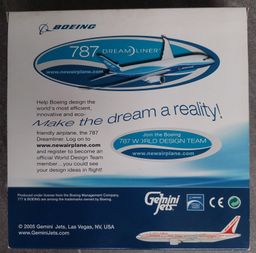 BOEING
787 DREAMLINER
www.newairplane.com
Help Boeing design the
world's most efficient,
innovative and eco-
Make the dream a reality!
friendly airplane, the 787
Dreamliner. Log on to
www.newairplane.com
and register to become an
official World Design Team
member...you could see
your design ideas in flight!
Join the Boeing
787 WORLD DESIGN TEAM
www.newairplane.com
Produced under license from the Boeing Management Company.
777 & BOEING are among the trademarks owned by Boeing.
Gemini
Jets
CE
© 2005 Gemini Jets, Las Vegas, NV, USA
www.GeminiJets.com